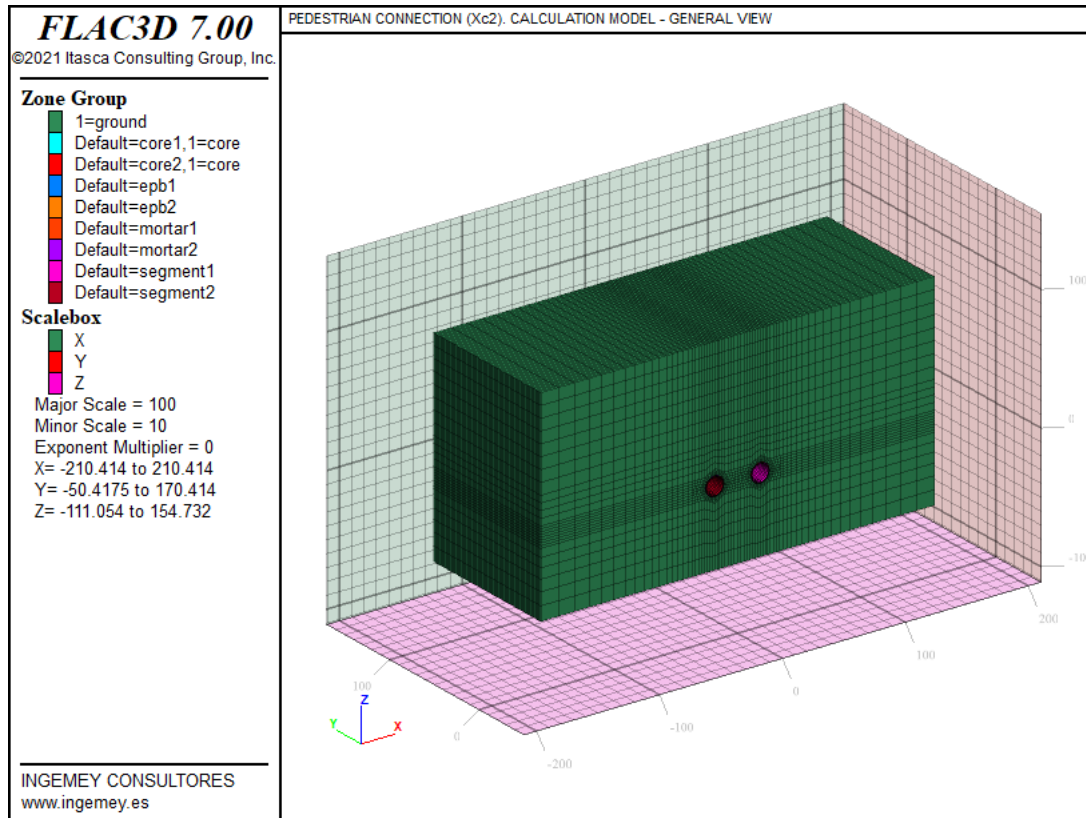 FLAC3D 7.00
©2021 Itasca Consulting Group, Inc.
PEDESTRIAN CONNECTION (Xc2). CALCULATION MODEL - GENERAL VIEW
Zone Group
1=ground
Default=core1,1=core
Default=core2,1=core
Default=epb1
Default=epb2
Default=mortar1
Default=mortar2
Default=segment1
Default=segment2
Scalebox
X
Y
Z
Major Scale = 100
Minor Scale = 10
Exponent Multiplier = 0
X= -210.414 to 210.414
Y= -50.4175 to 170.414
Z= -111.054 to 154.732
INGEMEY CONSULTORES
www.ingemey.es
100
0
-100
200
100
0
-100
-200
100
0
Z
Y
X